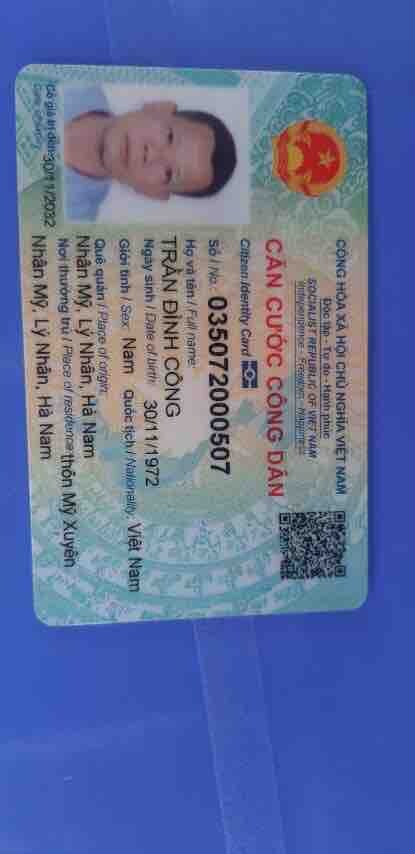 CỘNG HÒA XÃ HỘI CHỦ NGHĨA VIỆT NAM
Độc lập - Tự do - Hạnh phúc
SOCIALIST REPUBLIC OF VIET NAM
Independence - Freedom - Happiness
CĂN CƯỚC CÔNG DÂN
Citizen Identity Card
Số / No.: 035072000507
Họ và tên / Full name:
TRẦN ĐÌNH CÔNG
Ngày sinh / Date of birth: 30/11/1972
Giới tính / Sex: Nam Quốc tịch / Nationality: Việt Nam
Quê quán / Place of origin:
Nhân Mỹ, Lý Nhân, Hà Nam
Nơi thường trú / Place of residence: thôn Mỹ Xuyên
Nhân Mỹ, Lý Nhân, Hà Nam
Có giá trị đến: 30/11/2032
Date of expiry